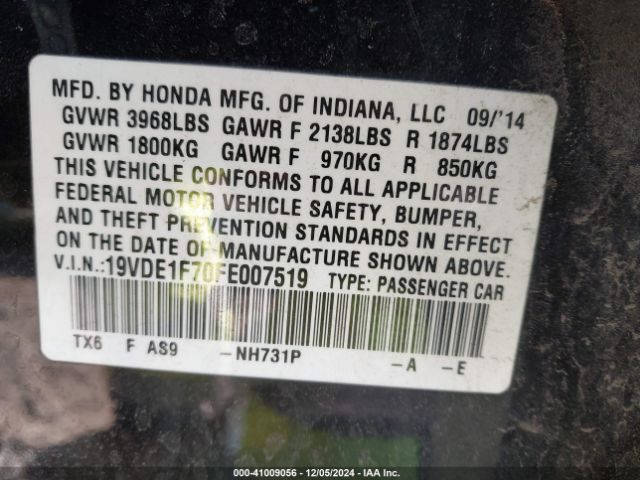 MFD. BY HONDA MFG. OF INDIANA, LLC 09/'14
GVWR 3968LBS GAWR F 2138LBS R 1874LBS
GVWR 1800KG GAWR F 970KG R 850KG
THIS VEHICLE CONFORMS TO ALL APPLICABLE
FEDERAL MOTOR VEHICLE SAFETY, BUMPER,
AND THEFT PREVENTION STANDARDS IN EFFECT
ON THE DATE OF MANUFACTURE SHOWN ABOVE.
V.I.N.:19VDE1F70FE007519 TYPE: PASSENGER CAR
TX6 F AS9 -NH731P -A -E
000-41009056 - 12/05/2024 - IAA Inc.